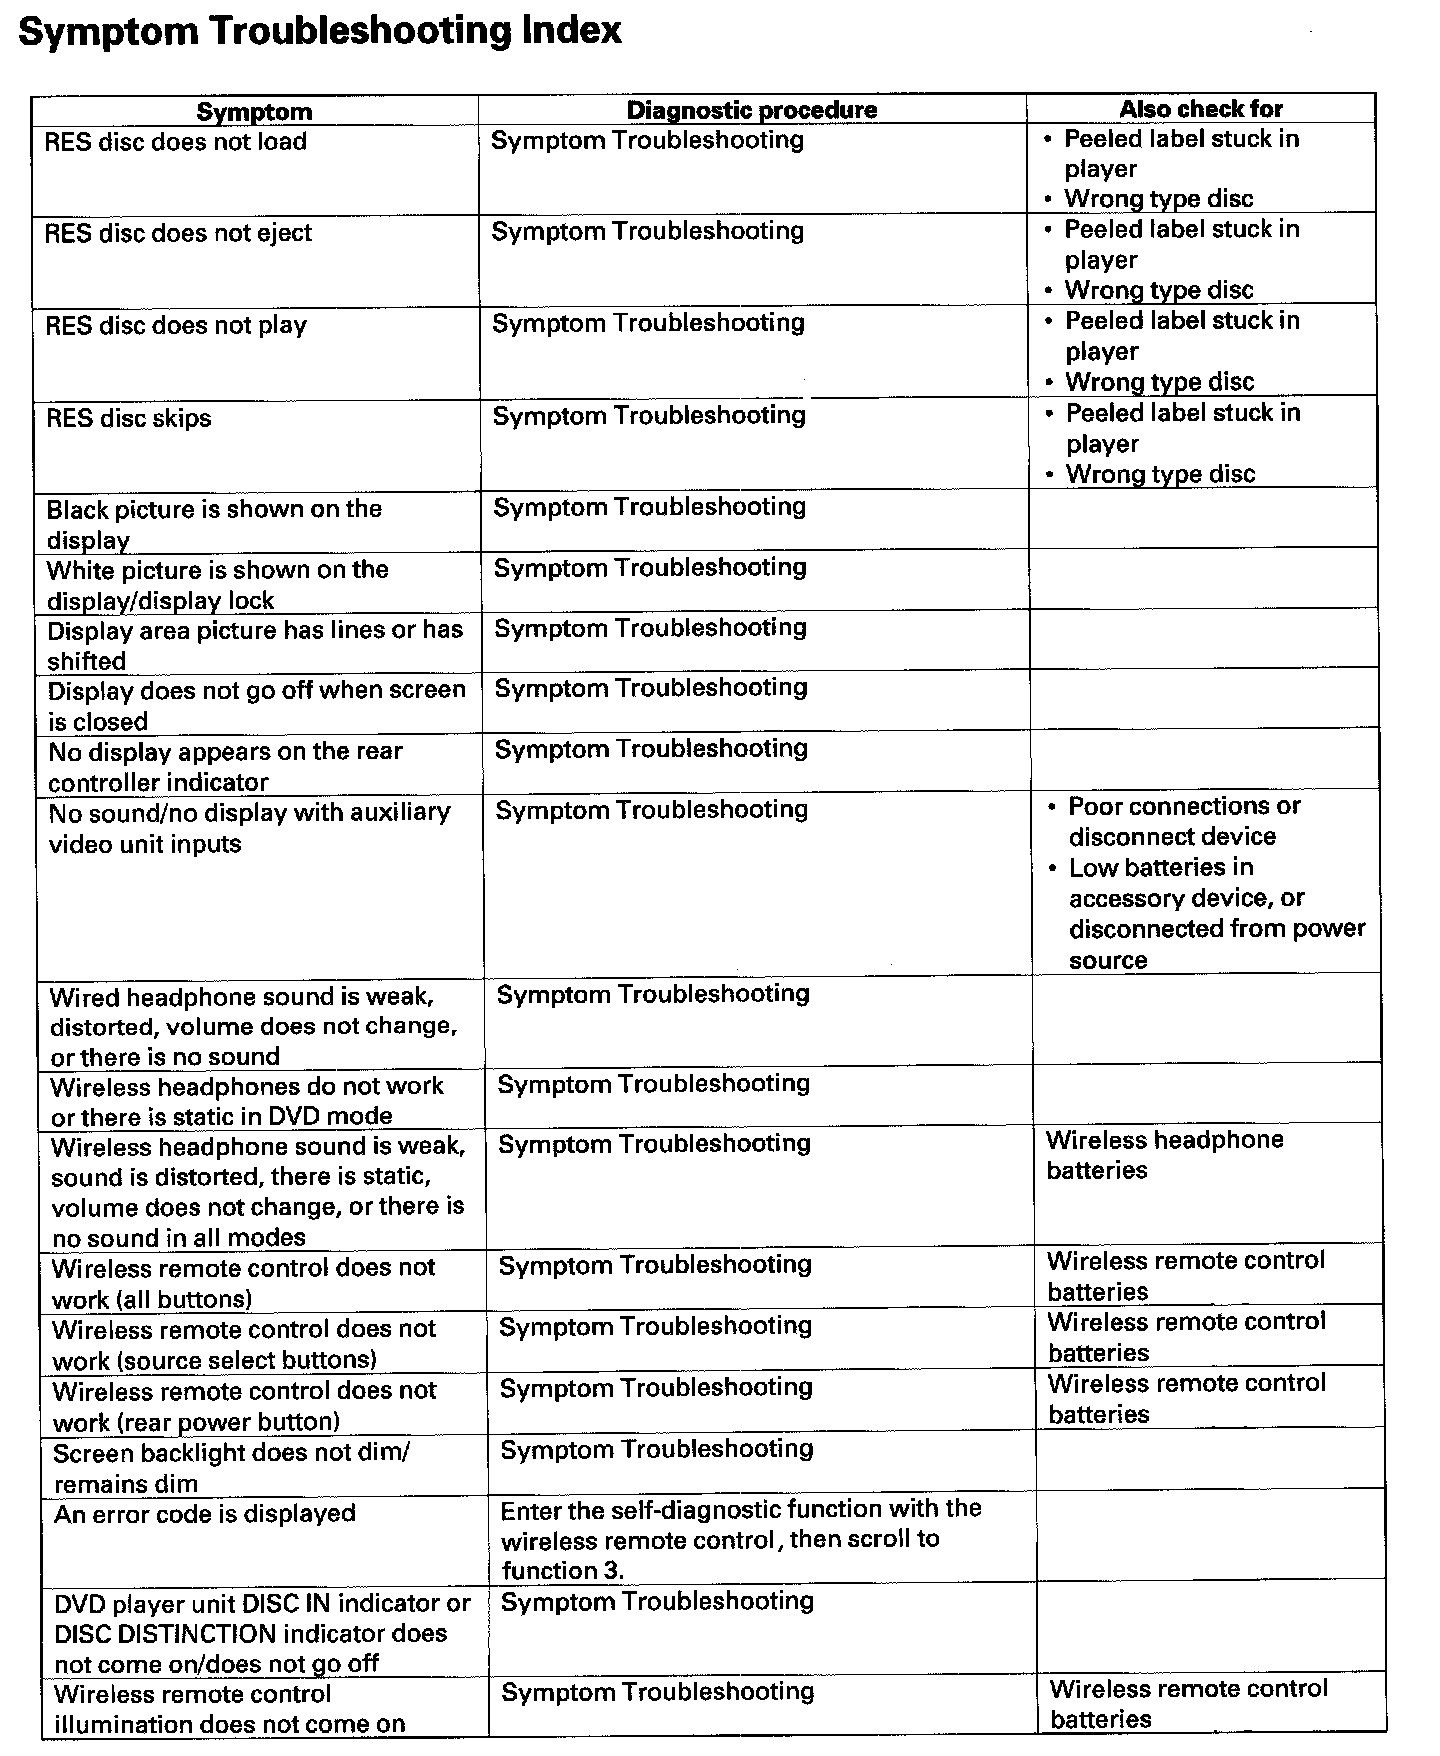 Symptom Troubleshooting Index
Symptom Diagnostic procedure Also check for
RES disc does not load Symptom Troubleshooting • Peeled label stuck in
player
• Wrong type disc
RES disc does not eject Symptom Troubleshooting • Peeled label stuck in
player
• Wrong type disc
RES disc does not play Symptom Troubleshooting • Peeled label stuck in
player
• Wrong type disc
RES disc skips Symptom Troubleshooting • Peeled label stuck in
player
• Wrong type disc
Black picture is shown on the Symptom Troubleshooting
display
White picture is shown on the Symptom Troubleshooting
display/display lock
Display area picture has lines or has Symptom Troubleshooting
shifted
Display does not go off when screen Symptom Troubleshooting
is closed
No display appears on the rear Symptom Troubleshooting
controller indicator
No sound/no display with auxiliary Symptom Troubleshooting • Poor connections or
video unit inputs disconnect device
• Low batteries in
accessory device, or
disconnected from power
source
Wired headphone sound is weak, Symptom Troubleshooting
distorted, volume does not change,
or there is no sound
Wireless headphones do not work Symptom Troubleshooting
or there is static in DVD mode
Wireless headphone sound is weak, Symptom Troubleshooting Wireless headphone
sound is distorted, there is static, batteries
volume does not change, or there is
no sound in all modes
Wireless remote control does not Symptom Troubleshooting Wireless remote control
work (all buttons) batteries
Wireless remote control does not Symptom Troubleshooting Wireless remote control
work (source select buttons) batteries
Wireless remote control does not Symptom Troubleshooting Wireless remote control
work (rear power button) batteries
Screen backlight does not dim/ Symptom Troubleshooting
remains dim
An error code is displayed Enter the self-diagnostic function with the
wireless remote control, then scroll to
function 3.
DVD player unit DISC IN indicator or Symptom Troubleshooting
DISC DISTINCTION indicator does
not come on/does not go off
Wireless remote control Symptom Troubleshooting Wireless remote control
illumination does not come on batteries